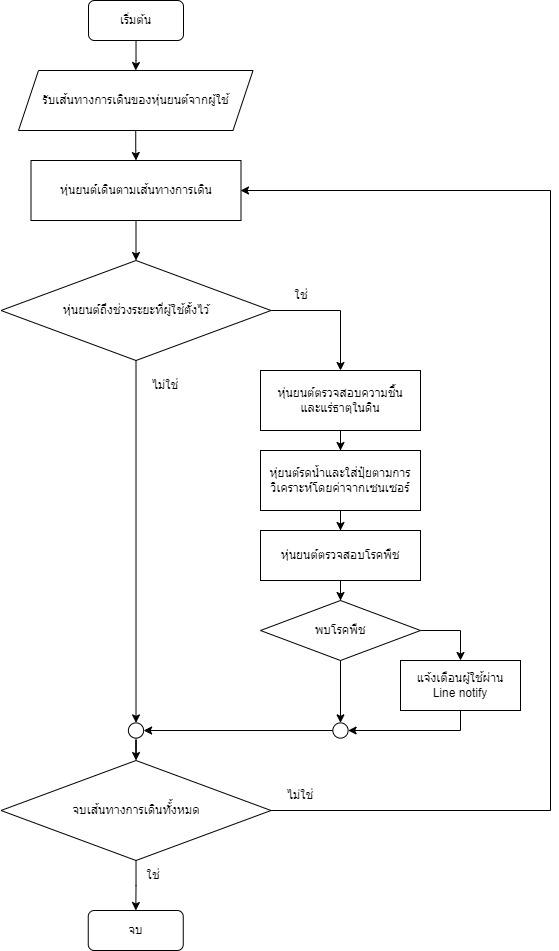 เริ่มต้น
รับเส้นทางการเดินของหุ่นยนต์จากผู้ใช้
หุ่นยนต์เดินตามเส้นทางการเดิน
หุ่นยนต์ถึงช่วงระยะที่ผู้ใช้ตั้งไว้
ใช่
ไม่ใช่
หุ่นยนต์ตรวจสอบความชื้น
และแร่ธาตุในดิน
หุ่ยนต์รดน้ำและใส่ปุ๋ยตามการ
วิเคราะห์โดยค่าจากเซนเซอร์
หุ่นยนต์ตรวจสอบโรคพืช
พบโรคพืช
แจ้งเตือนผู้ใช้ผ่าน
Line notify
จบเส้นทางการเดินทั้งหมด
ไม่ใช่
ใช่
จบ